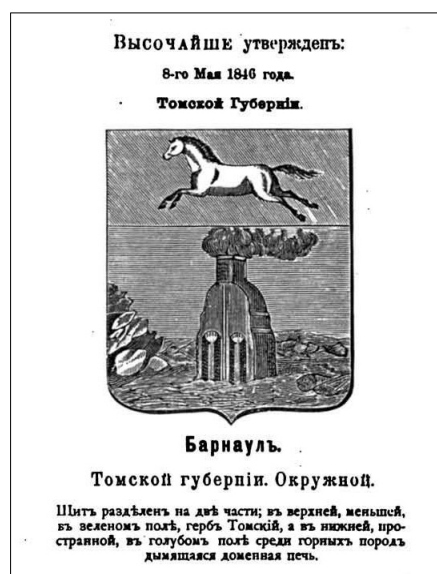 Высочайше утвержденъ:
8-го Мая 1846 года.
Томской Губерніи.
Барнаулъ.
Томской губерніи. Окружной.
Щитъ раздѣленъ на двѣ части; въ верхней, меньшей,
въ зеленомъ полѣ, гербъ Томскій, а въ нижней, про-
странной, въ голубомъ полѣ среди горныхъ породъ
дымящаяся доменная печь.